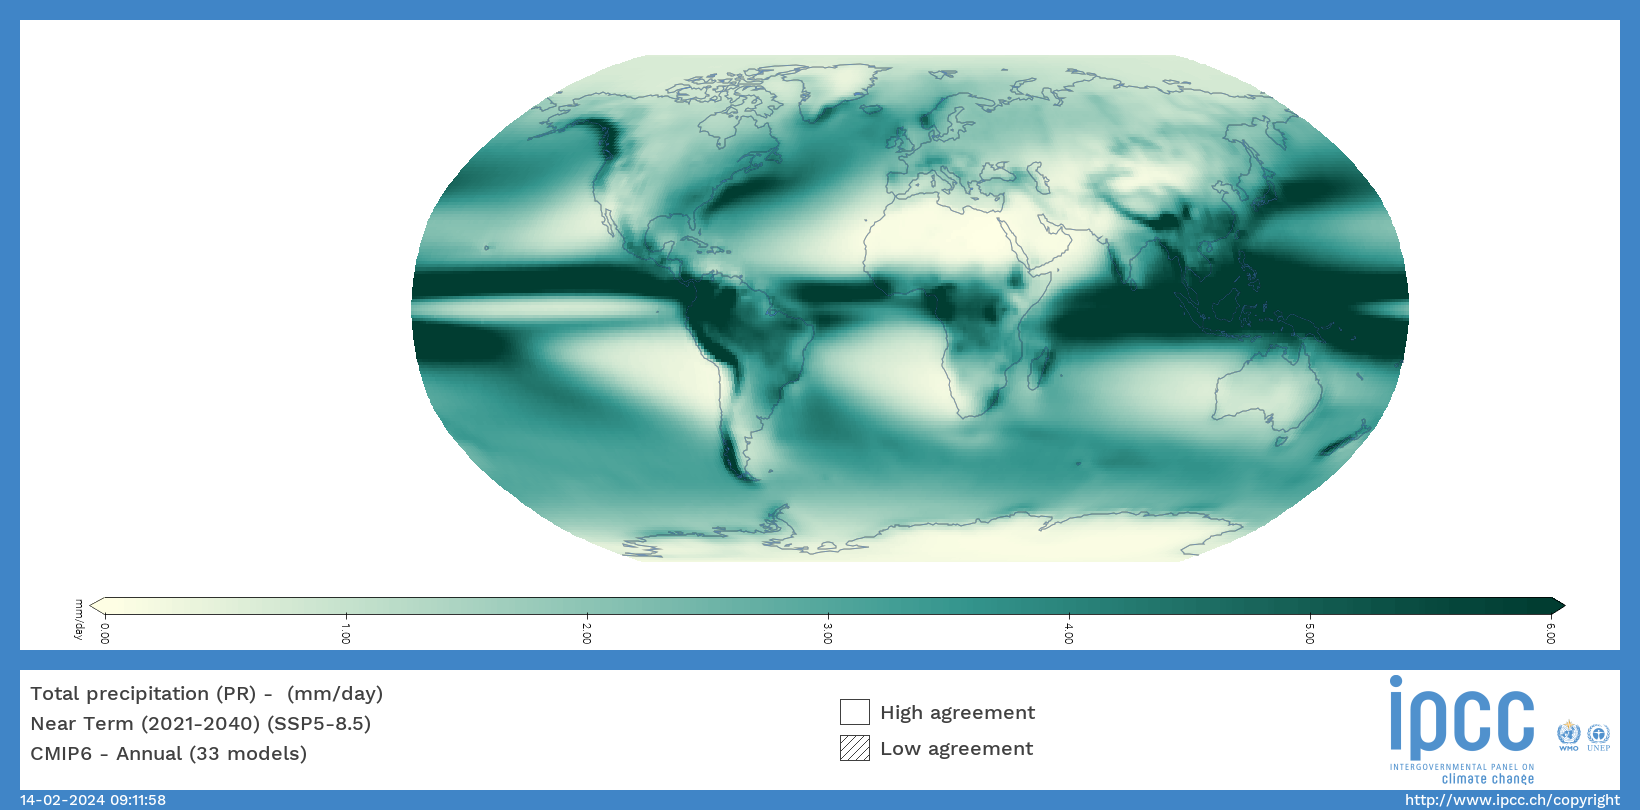 mm/day
0.00 1.00 2.00 3.00 4.00 5.00 6.00
Total precipitation (PR) - (mm/day)
Near Term (2021-2040) (SSP5-8.5)
CMIP6 - Annual (33 models)
High agreement
Low agreement
ipcc
INTERGOVERNMENTAL PANEL ON
climate change
WMO
UNEP
14-02-2024 09:11:58
http://www.ipcc.ch/copyright